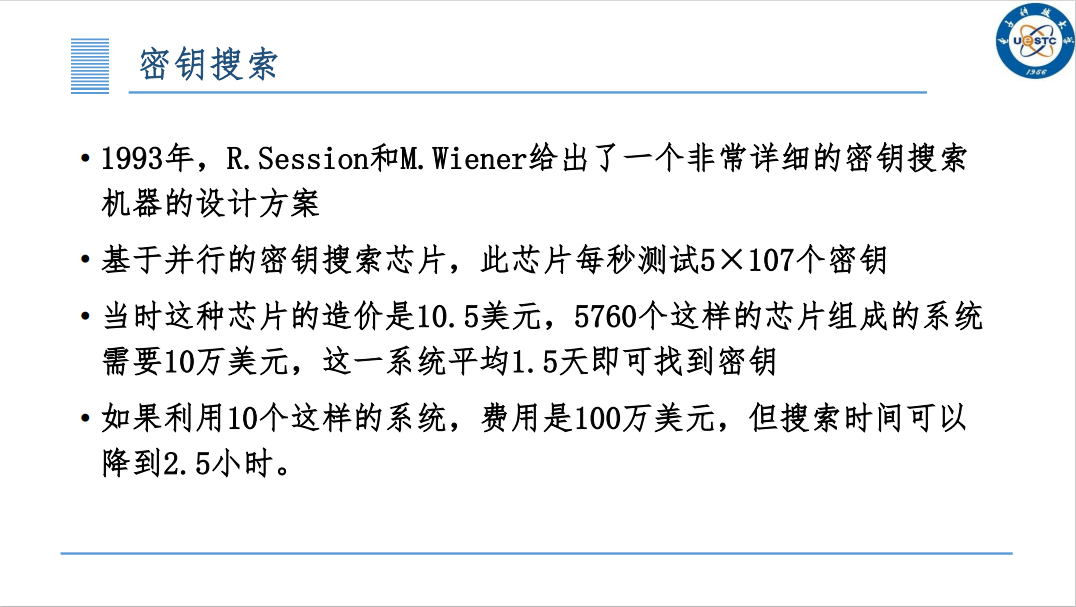 密钥搜索
UESTC
1956
• 1993年，R.Session和M.Wiener给出了一个非常详细的密钥搜索
机器的设计方案
• 基于并行的密钥搜索芯片，此芯片每秒测试5×107个密钥
• 当时这种芯片的造价是10.5美元，5760个这样的芯片组成的系统
需要10万美元，这一系统平均1.5天即可找到密钥
• 如果利用10个这样的系统，费用是100万美元，但搜索时间可以
降到2.5小时。